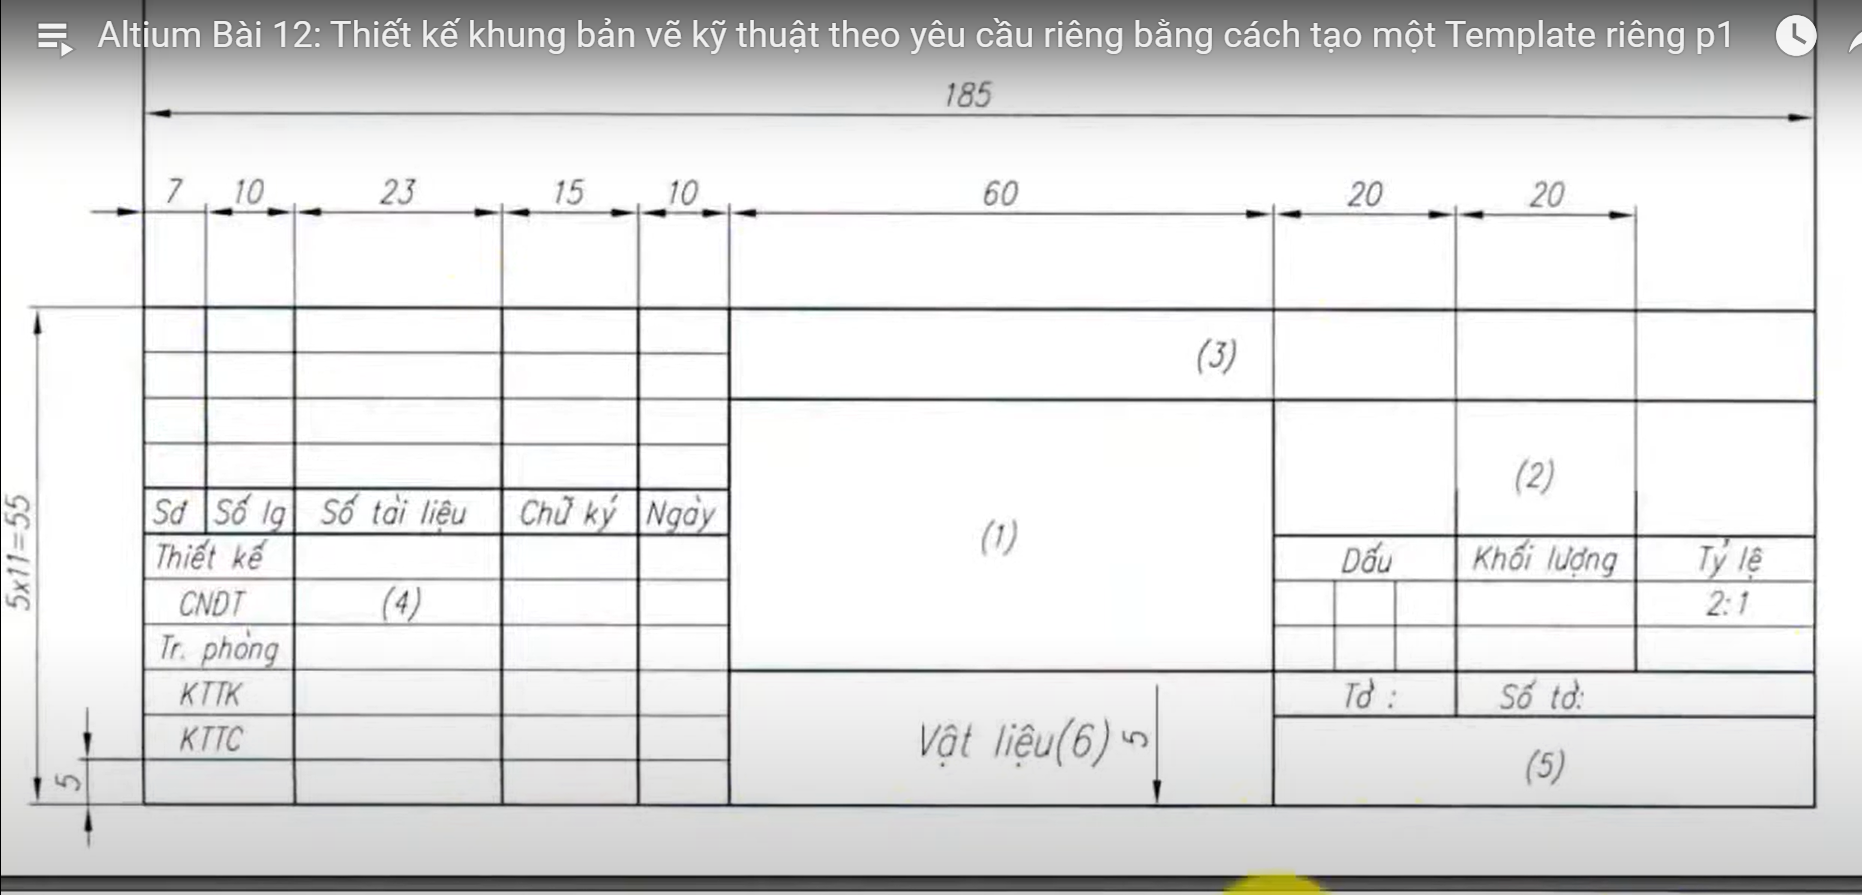 Altium Bài 12: Thiết kế khung bản vẽ kỹ thuật theo yêu cầu riêng bằng cách tạo một Template riêng p1
185
7 10 23 15 10 60 20 20
(3)
(2)
Sđ Số lg Số tài liệu Chữ ký Ngày
(1)
Thiết kế
Dấu Khối lượng Tỷ lệ
CNĐT (4)
2:1
Tr. phòng
KTTK
Tờ : Số tờ:
KTTC
Vật liệu(6) 5
(5)
5x11=55
5